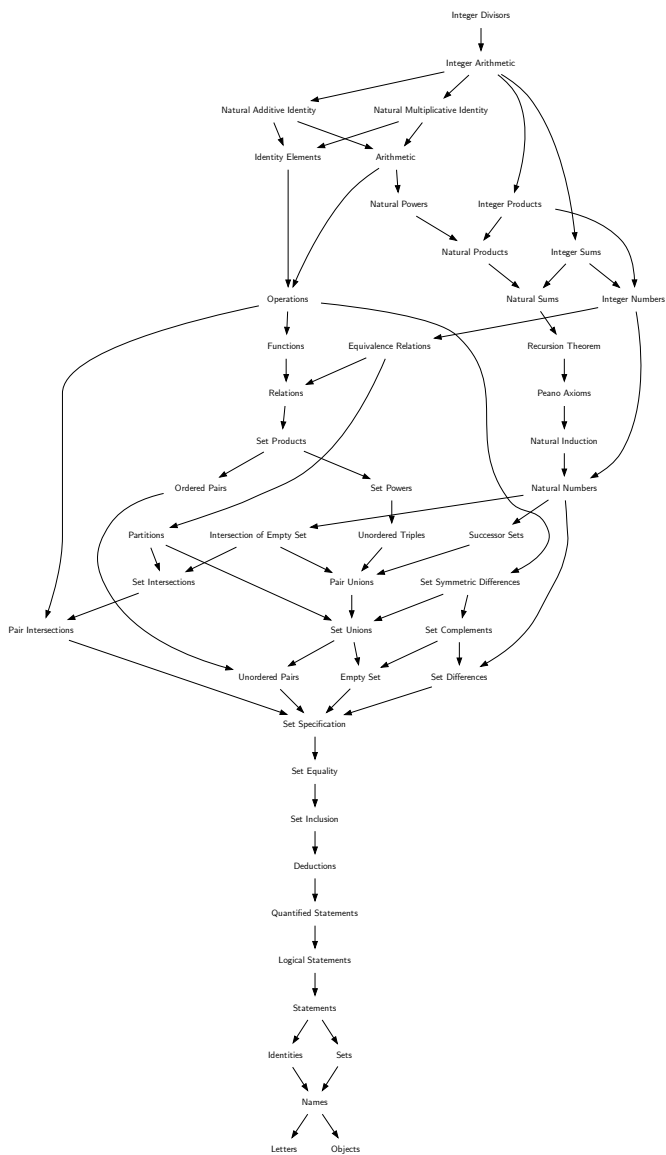 Integer Divisors
Integer Arithmetic
Natural Additive Identity
Natural Multiplicative Identity
Identity Elements
Arithmetic
Natural Powers
Integer Products
Natural Products
Integer Sums
Operations
Natural Sums
Integer Numbers
Functions
Equivalence Relations
Recursion Theorem
Relations
Peano Axioms
Set Products
Natural Induction
Ordered Pairs
Set Powers
Natural Numbers
Partitions
Intersection of Empty Set
Unordered Triples
Successor Sets
Set Intersections
Pair Unions
Set Symmetric Differences
Pair Intersections
Set Unions
Set Complements
Unordered Pairs
Empty Set
Set Differences
Set Specification
Set Equality
Set Inclusion
Deductions
Quantified Statements
Logical Statements
Statements
Identities
Sets
Names
Letters
Objects